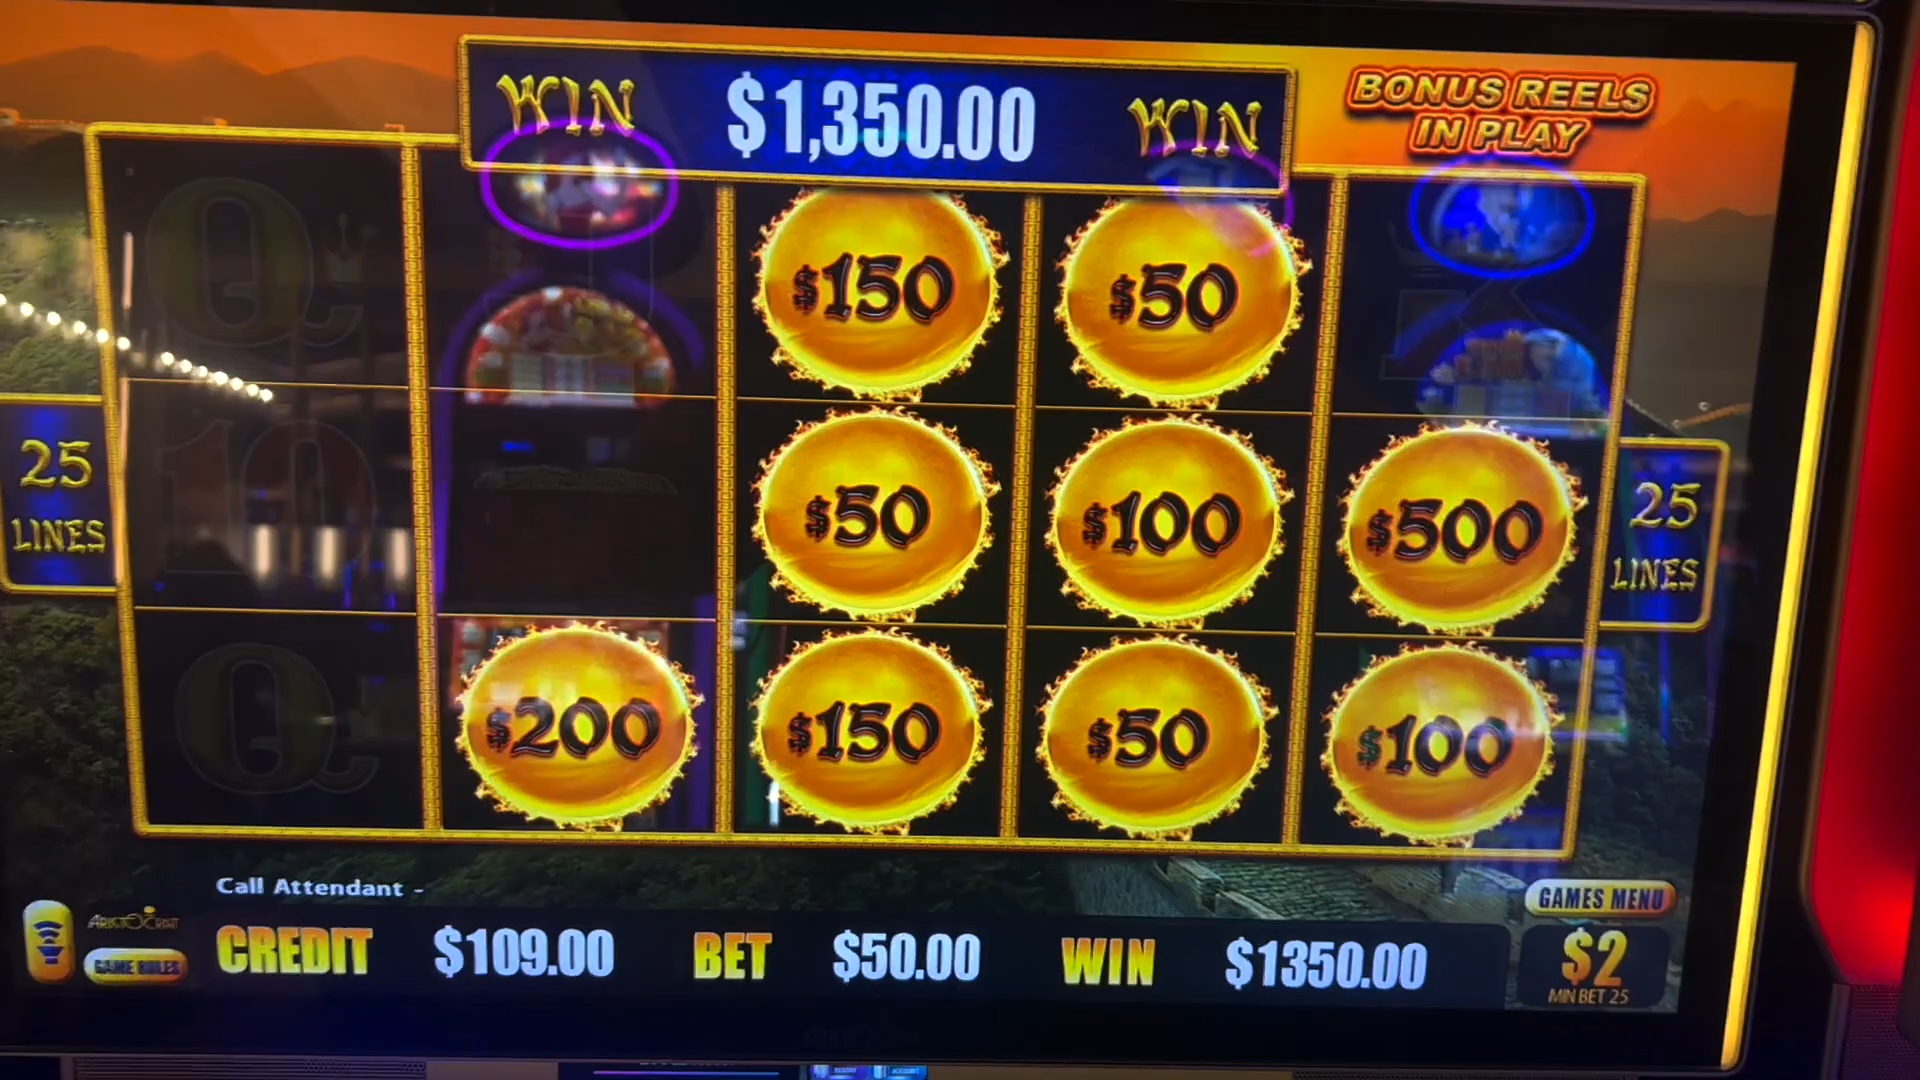 WIN $1,350.00 WIN
BONUS REELS
IN PLAY
Q
$150 $50
K
10
$50 $100 $500
25
LINES
25
LINES
Q
$200 $150 $50 $100
Call Attendant -
GAMES MENU
ARISTOCRAT
GAME RULES
CREDIT $109.00 BET $50.00 WIN $1350.00
$2
MIN BET 25